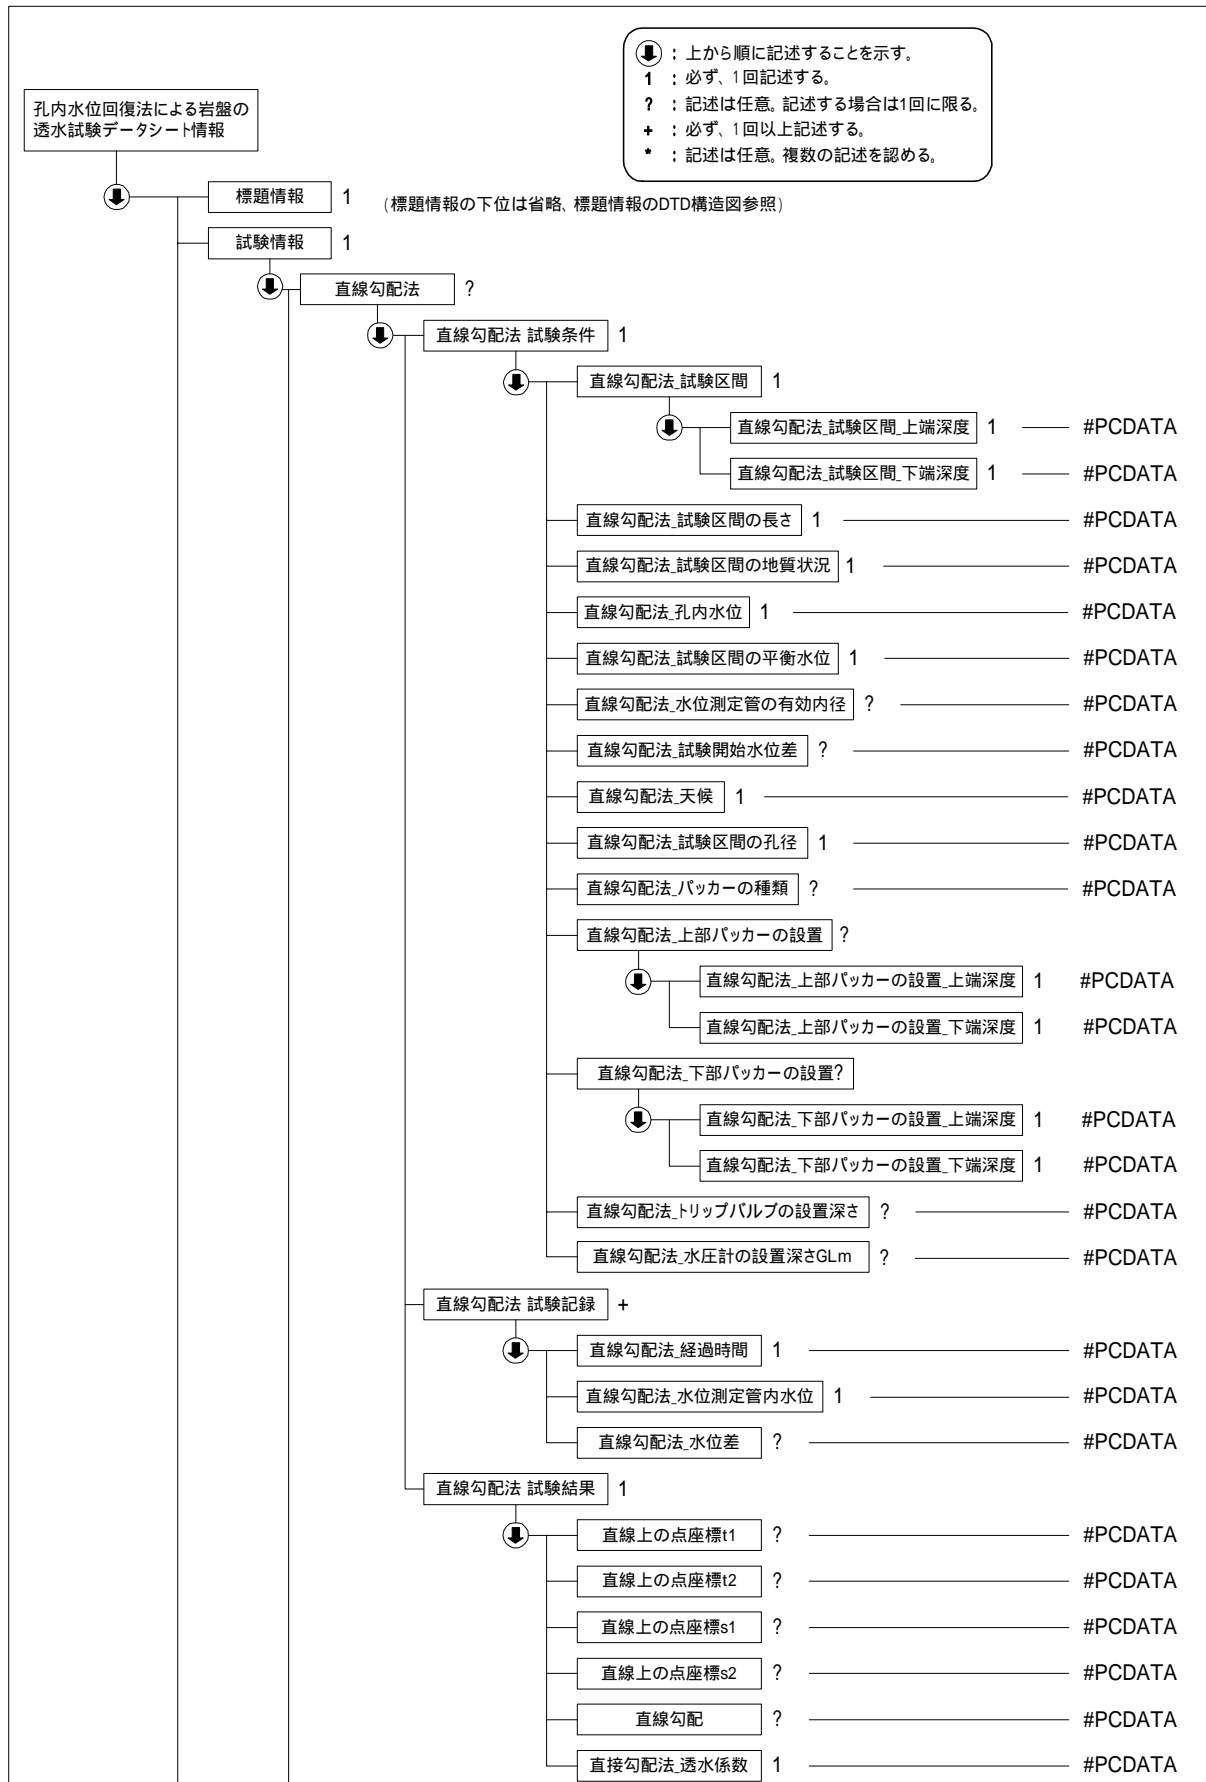 ：上から順に記述することを示す。
1：必ず、1回記述する。
?：記述は任意。記述する場合は1回に限る。
+：必ず、1回以上記述する。
*：記述は任意。複数の記述を認める。
孔内水位回復法による岩盤の
透水試験データシート情報
標題情報 1 (標題情報の下位は省略、標題情報のDTD構造図参照)
試験情報 1
直線勾配法 ?
直線勾配法 試験条件 1
直線勾配法_試験区間 1
直線勾配法_試験区間_上端深度 1 #PCDATA
直線勾配法_試験区間_下端深度 1 #PCDATA
直線勾配法_試験区間の長さ 1 #PCDATA
直線勾配法_試験区間の地質状況 1 #PCDATA
直線勾配法_孔内水位 1 #PCDATA
直線勾配法_試験区間の平衡水位 1 #PCDATA
直線勾配法_水位測定管の有効内径 ? #PCDATA
直線勾配法_試験開始水位差 ? #PCDATA
直線勾配法_天候 1 #PCDATA
直線勾配法_試験区間の孔径 1 #PCDATA
直線勾配法_パッカーの種類 ? #PCDATA
直線勾配法_上部パッカーの設置 ?
直線勾配法_上部パッカーの設置_上端深度 1 #PCDATA
直線勾配法_上部パッカーの設置_下端深度 1 #PCDATA
直線勾配法_下部パッカーの設置?
直線勾配法_下部パッカーの設置_上端深度 1 #PCDATA
直線勾配法_下部パッカーの設置_下端深度 1 #PCDATA
直線勾配法_トリップバルブの設置深さ ? #PCDATA
直線勾配法_水圧計の設置深さGLm ? #PCDATA
直線勾配法 試験記録 +
直線勾配法_経過時間 1 #PCDATA
直線勾配法_水位測定管内水位 1 #PCDATA
直線勾配法_水位差 ? #PCDATA
直線勾配法 試験結果 1
直線上の点座標t1 ? #PCDATA
直線上の点座標t2 ? #PCDATA
直線上の点座標s1 ? #PCDATA
直線上の点座標s2 ? #PCDATA
直線勾配 ? #PCDATA
直接勾配法_透水係数 1 #PCDATA